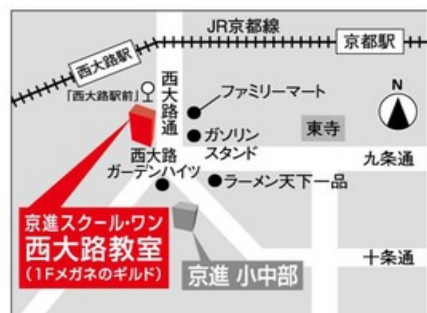 JR京都線
京都駅
西大路駅
「西大路駅前」
西大路通
ファミリーマート
N
ガソリン
スタンド
東寺
九条通
西大路
ガーデンハイツ
ラーメン天下一品
京進スクール・ワン
西大路教室
(1Fメガネのギルド)
京進 小中部
十条通